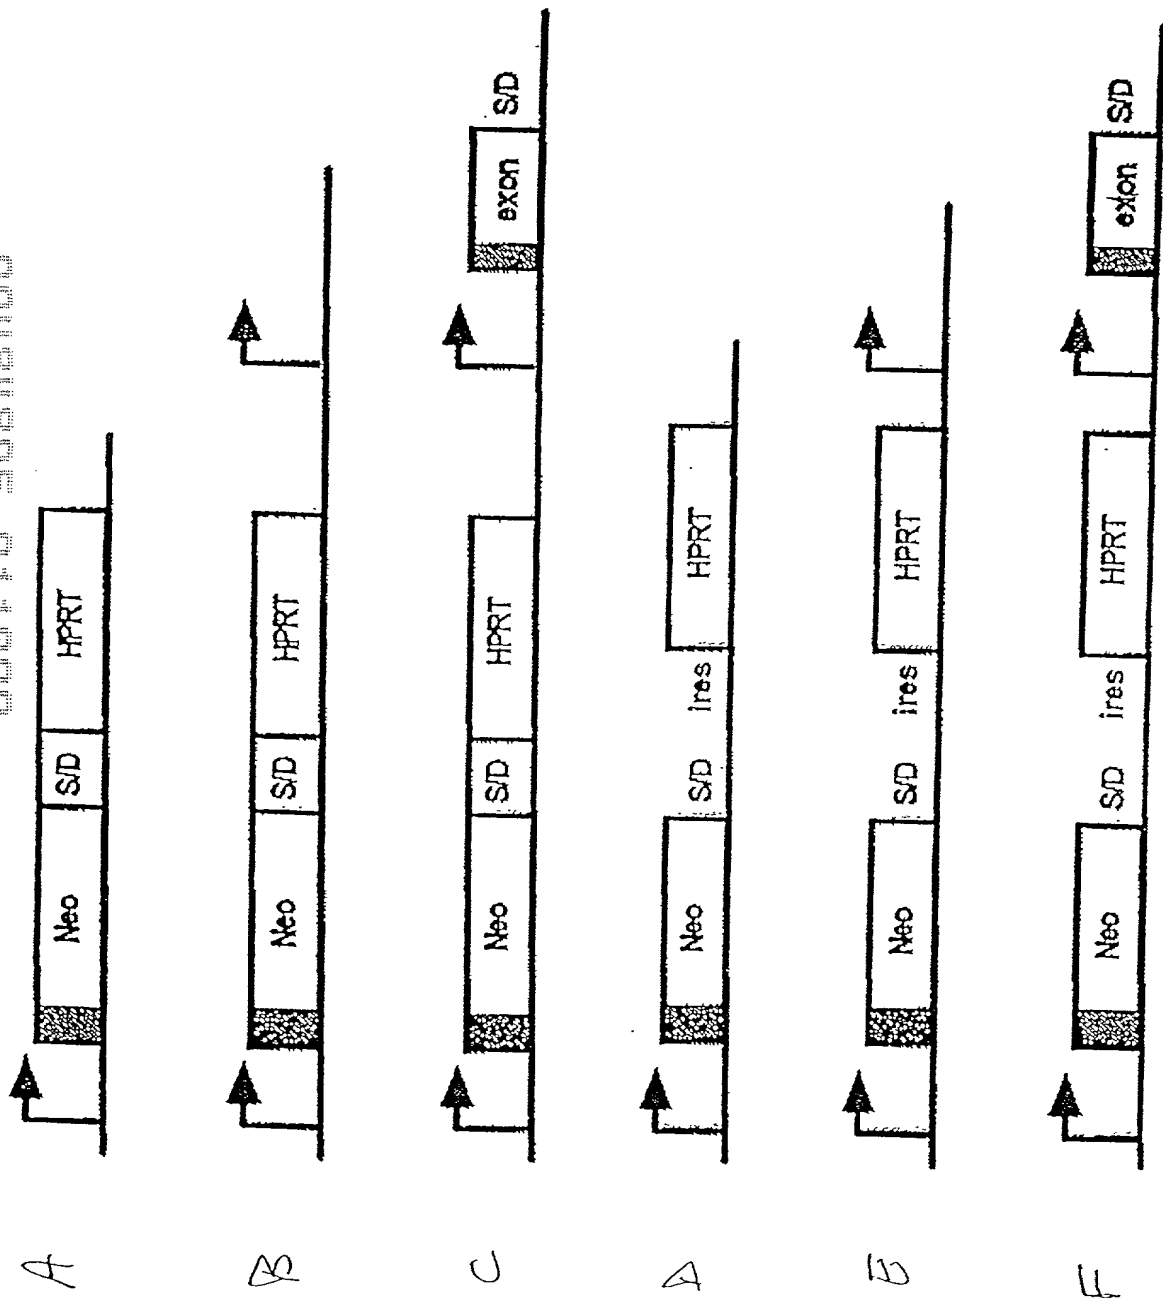 A Neo S/D HPRT
B Neo S/D HPRT
C Neo S/D HPRT exon S/D
D Neo S/D ires HPRT
E Neo S/D ires HPRT
F Neo S/D ires HPRT exon S/D